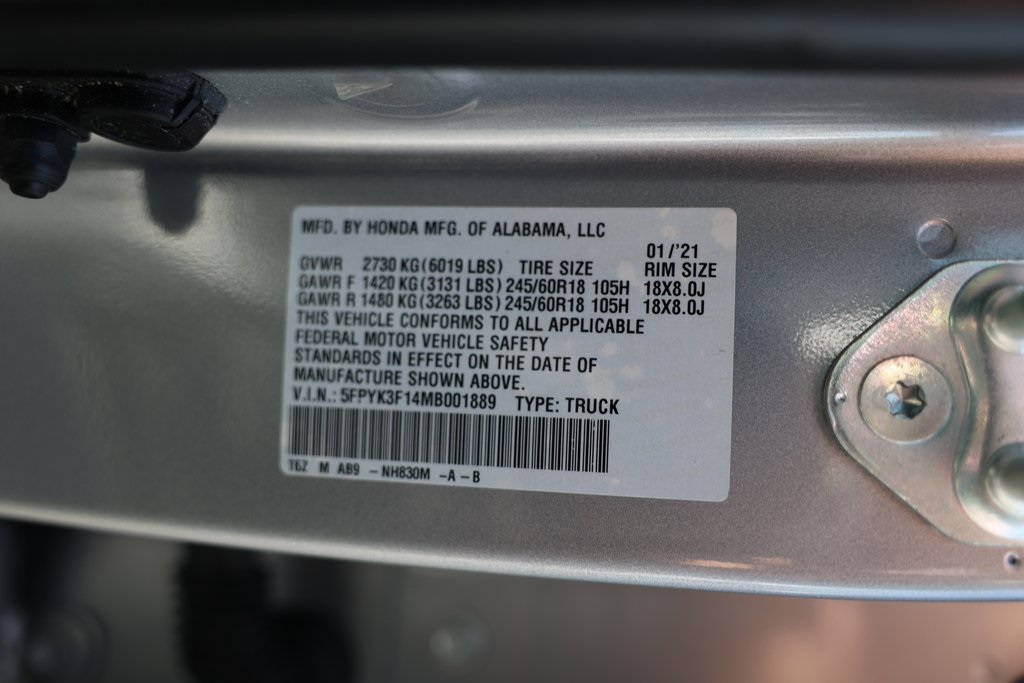 MFD. BY HONDA MFG. OF ALABAMA, LLC
01/'21
GVWR 2730 KG(6019 LBS) TIRE SIZE RIM SIZE
GAWR F 1420 KG(3131 LBS) 245/60R18 105H 18X8.0J
GAWR R 1480 KG(3263 LBS) 245/60R18 105H 18X8.0J
THIS VEHICLE CONFORMS TO ALL APPLICABLE
FEDERAL MOTOR VEHICLE SAFETY
STANDARDS IN EFFECT ON THE DATE OF
MANUFACTURE SHOWN ABOVE.
V.I.N.: 5FPYK3F14MB001889 TYPE: TRUCK
T6Z M AB9 -NH830M -A-B